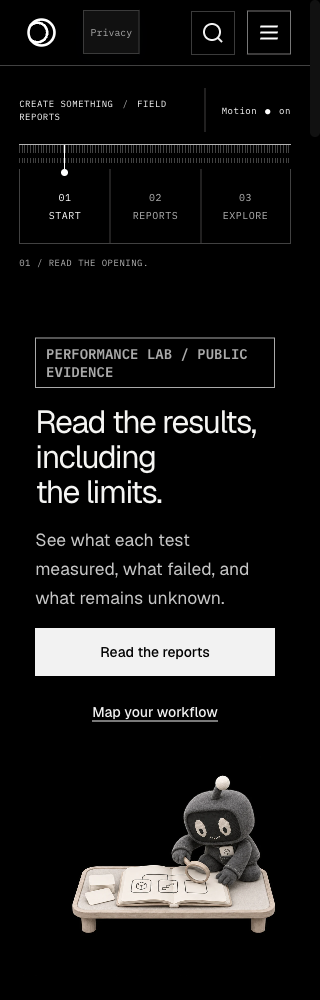 Privacy
CREATE SOMETHING / FIELD
REPORTS
Motion ● on
01
START
02
REPORTS
03
EXPLORE
01 / READ THE OPENING.
PERFORMANCE LAB / PUBLIC
EVIDENCE
Read the results,
including
the limits.
See what each test
measured, what failed, and
what remains unknown.
Read the reports
Map your workflow